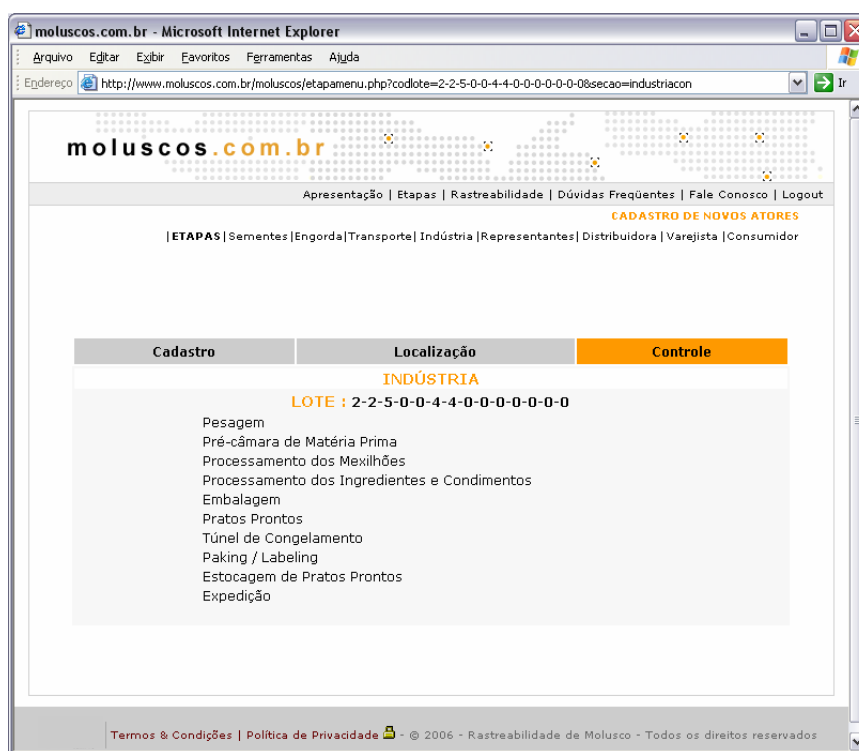 moluscos.com.br - Microsoft Internet Explorer
Arquivo Editar Exibir Favoritos Ferramentas Ajuda
Endereço http://www.moluscos.com.br/moluscos/etapamenu.php?codlote=2-2-5-0-0-4-4-0-0-0-0-0-0&secao=industriacon Ir
moluscos.com.br
Apresentação | Etapas | Rastreabilidade | Dúvidas Freqüentes | Fale Conosco | Logout
CADASTRO DE NOVOS ATORES
|ETAPAS|Sementes|Engorda|Transporte| Indústria |Representantes| Distribuidora | Varejista |Consumidor
Cadastro Localização Controle
INDÚSTRIA
LOTE : 2-2-5-0-0-4-4-0-0-0-0-0-0
Pesagem
Pré-câmara de Matéria Prima
Processamento dos Mexilhões
Processamento dos Ingredientes e Condimentos
Embalagem
Pratos Prontos
Túnel de Congelamento
Paking / Labeling
Estocagem de Pratos Prontos
Expedição
Termos & Condições | Política de Privacidade - © 2006 - Rastreabilidade de Molusco - Todos os direitos reservados